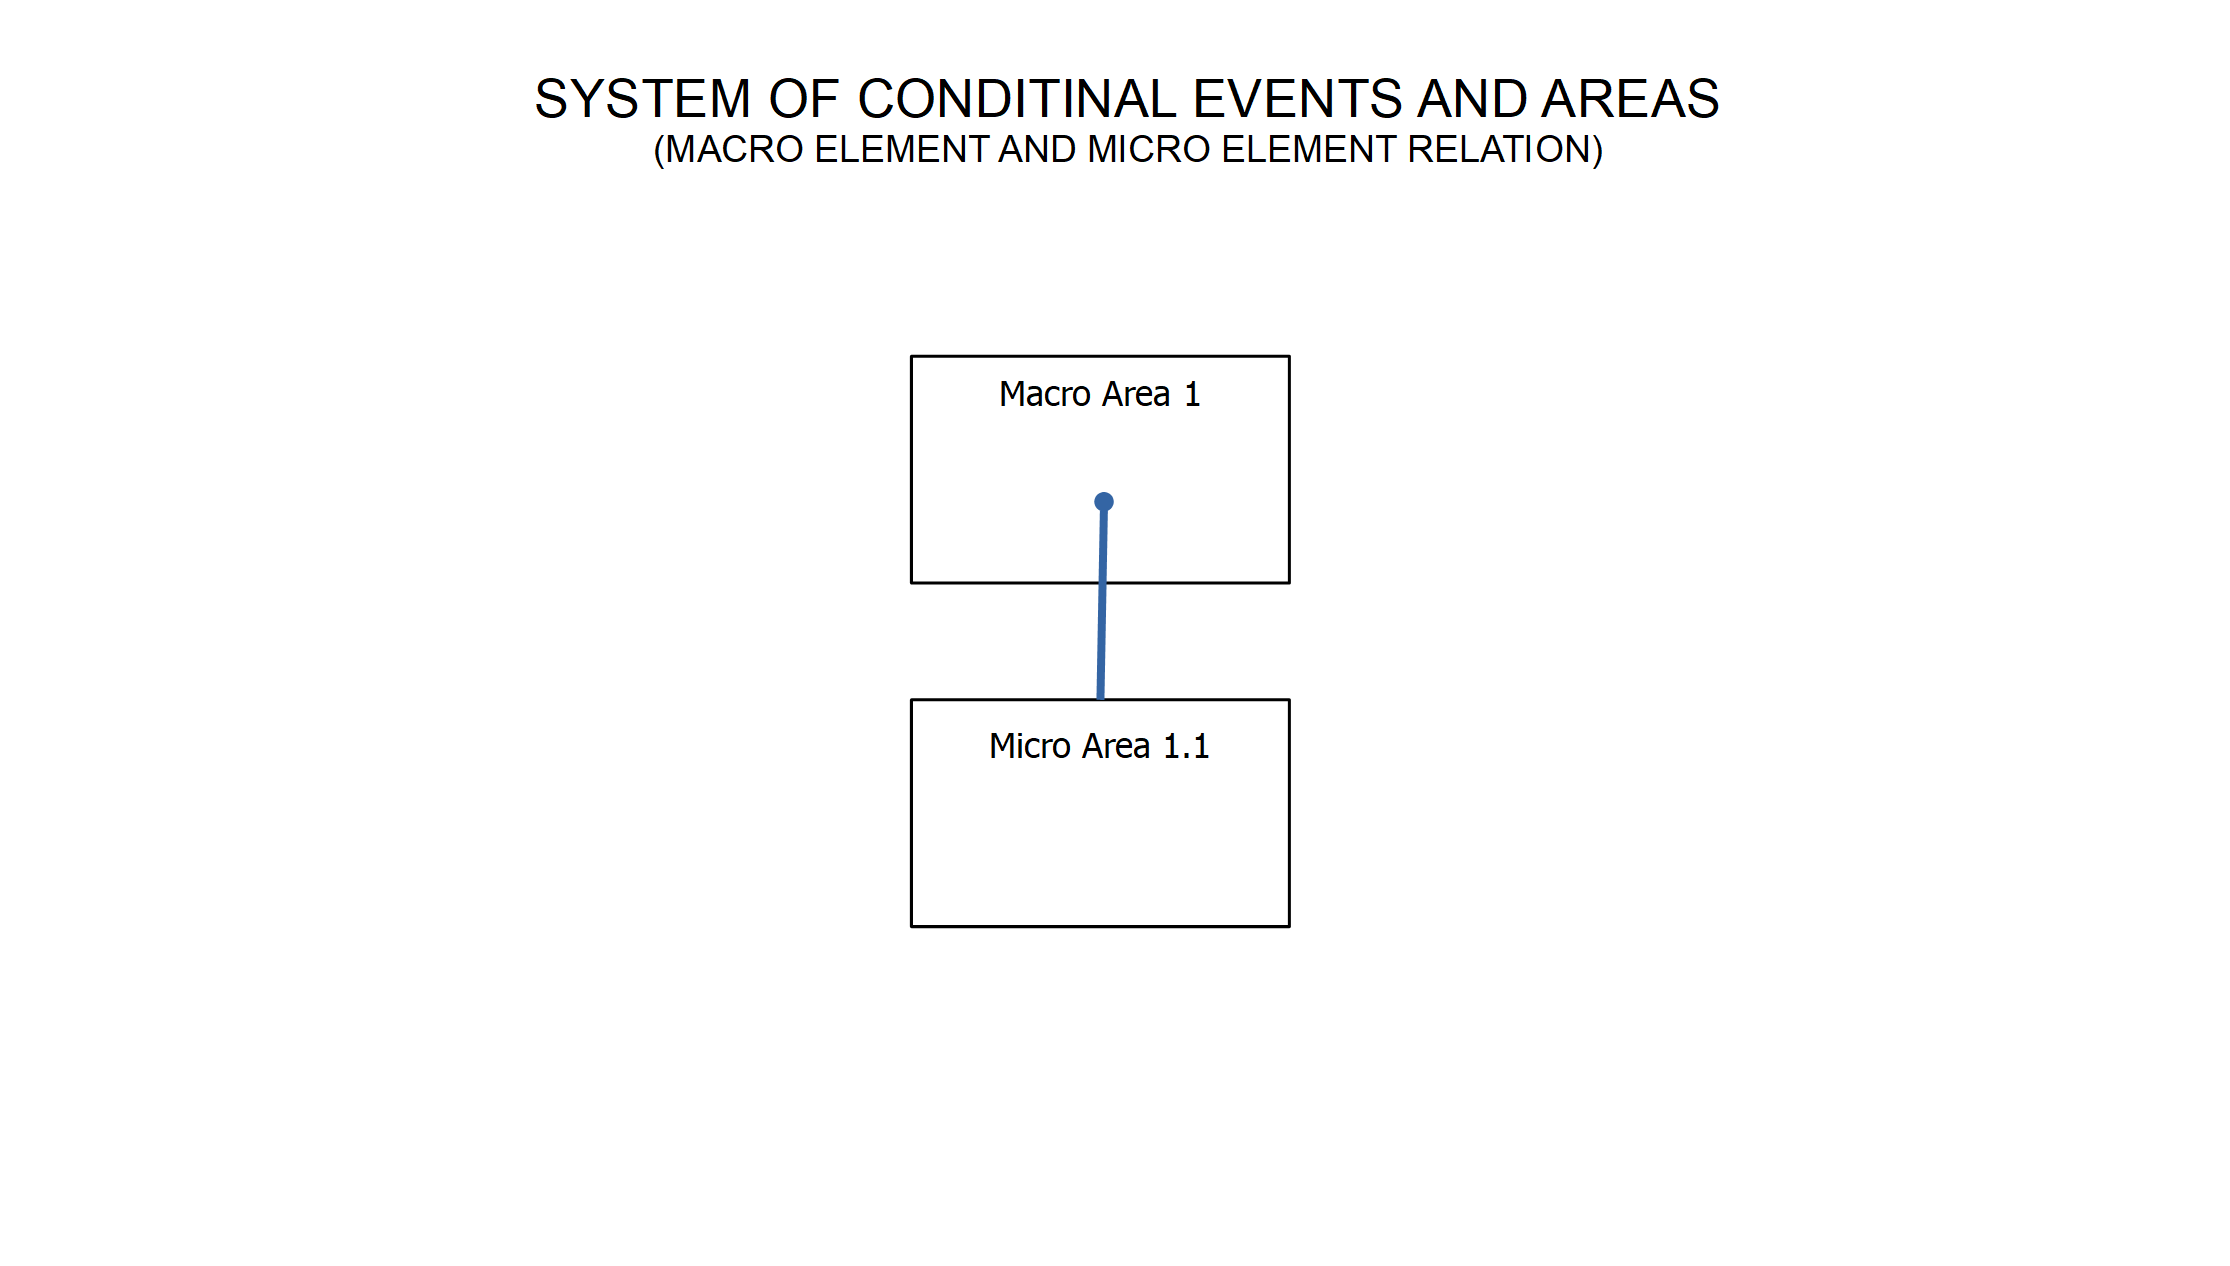 SYSTEM OF CONDITINAL EVENTS AND AREAS
(MACRO ELEMENT AND MICRO ELEMENT RELATION)
Macro Area 1
Micro Area 1.1